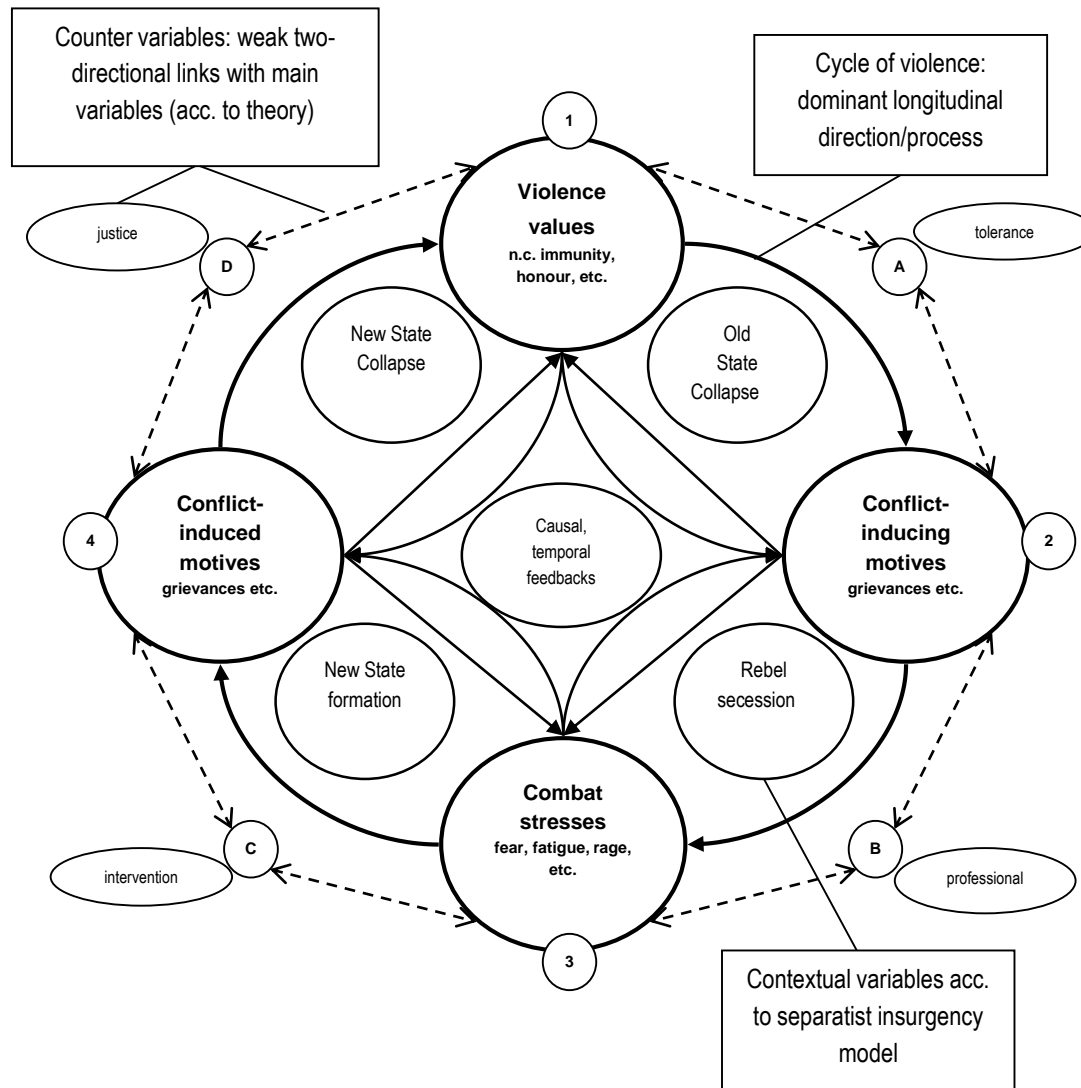 Counter variables: weak two-
directional links with main
variables (acc. to theory)
Cycle of violence:
dominant longitudinal
direction/process
1
Violence
values
n.c. immunity,
honour, etc.
justice
D
A
tolerance
New State
Collapse
Old
State
Collapse
Conflict-
induced
motives
grievances etc.
4
Causal,
temporal
feedbacks
Conflict-
inducing
motives
grievances etc.
2
New State
formation
Rebel
secession
Combat
stresses
fear, fatigue, rage,
etc.
3
C
intervention
B
professional
Contextual variables acc.
to separatist insurgency
model